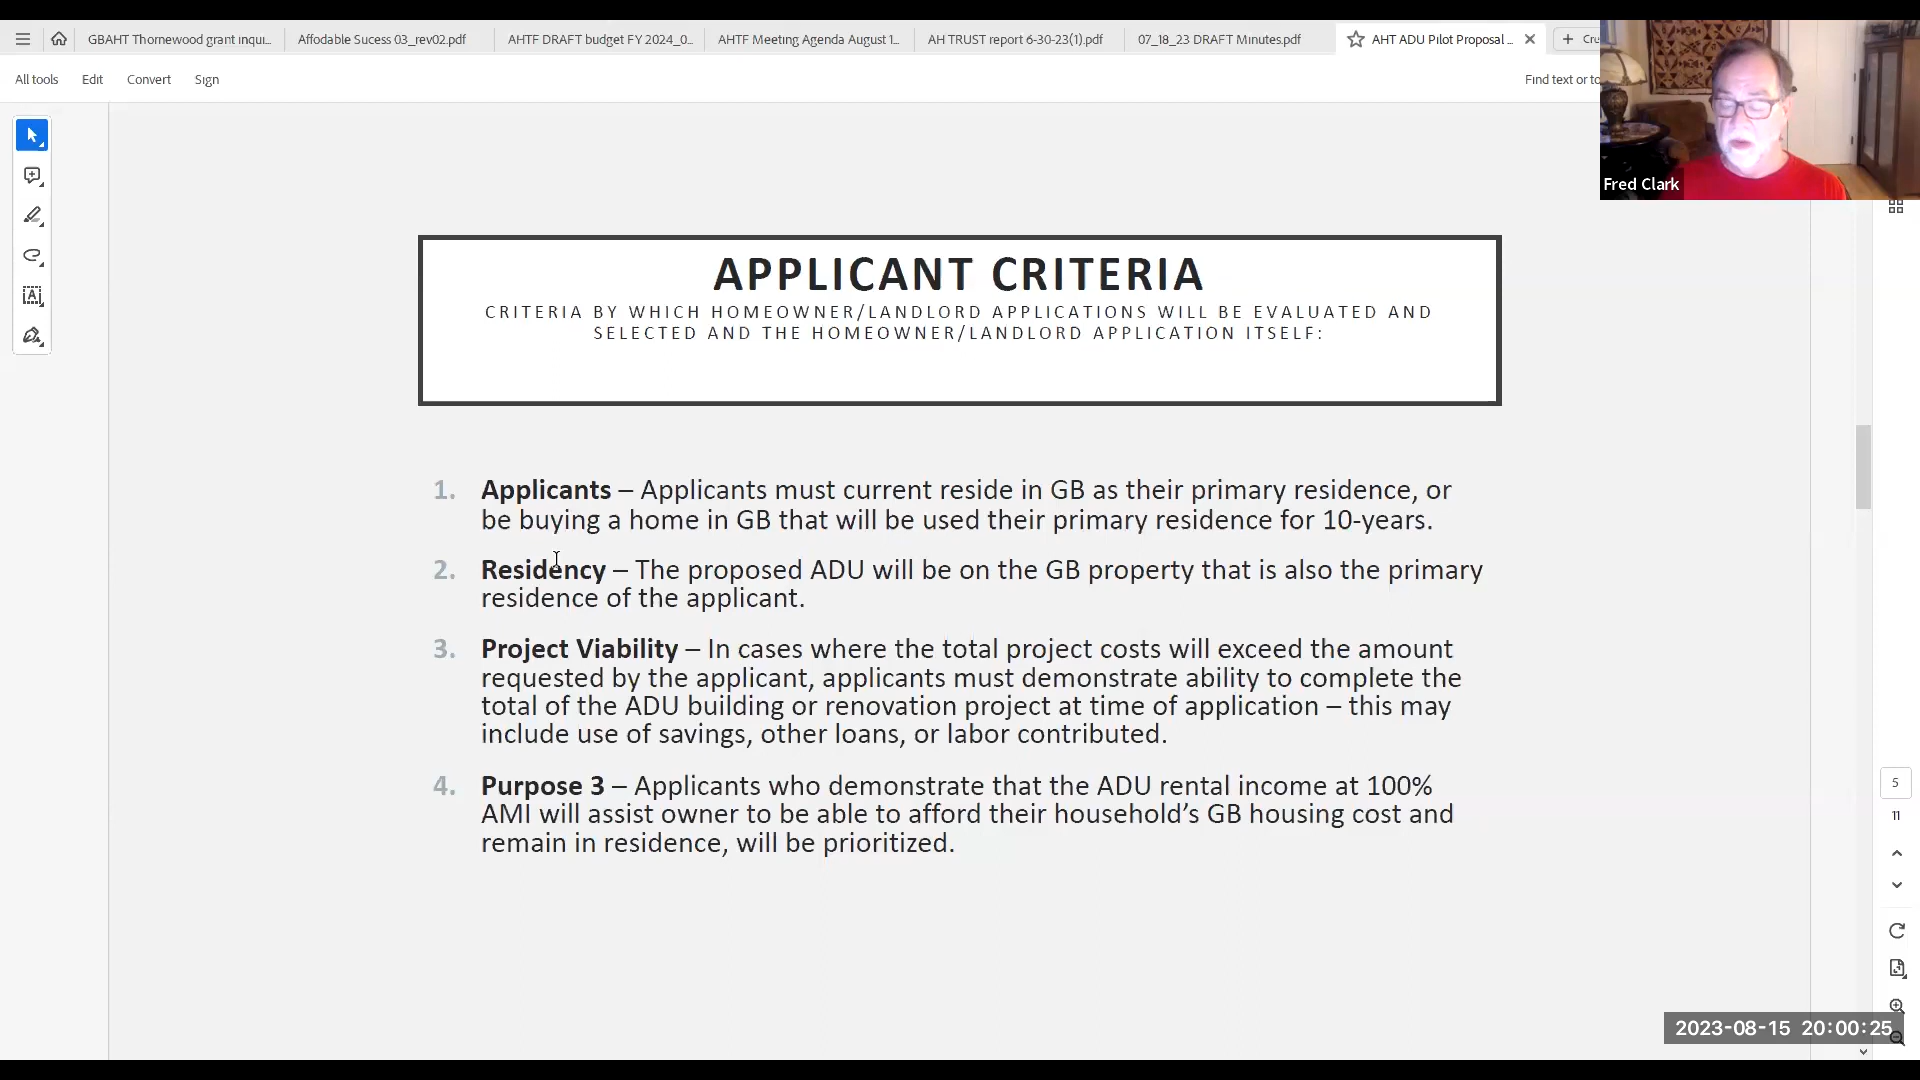 GBAHT Thornewood grant inqui...
Affodable Sucess 03_rev02.pdf
AHTF DRAFT budget FY 2024_0...
AHTF Meeting Agenda August 1...
AH TRUST report 6-30-23(1).pdf
07_18_23 DRAFT Minutes.pdf
AHT ADU Pilot Proposal ...
+ Cre
All tools
Edit
Convert
Sign
Find text or to
Fred Clark
APPLICANT CRITERIA
CRITERIA BY WHICH HOMEOWNER/LANDLORD APPLICATIONS WILL BE EVALUATED AND
SELECTED AND THE HOMEOWNER/LANDLORD APPLICATION ITSELF:
1. Applicants – Applicants must current reside in GB as their primary residence, or
be buying a home in GB that will be used their primary residence for 10-years.
2. Residency – The proposed ADU will be on the GB property that is also the primary
residence of the applicant.
3. Project Viability – In cases where the total project costs will exceed the amount
requested by the applicant, applicants must demonstrate ability to complete the
total of the ADU building or renovation project at time of application – this may
include use of savings, other loans, or labor contributed.
4. Purpose 3 – Applicants who demonstrate that the ADU rental income at 100%
AMI will assist owner to be able to afford their household’s GB housing cost and
remain in residence, will be prioritized.
5
11
2023-08-15 20:00:25